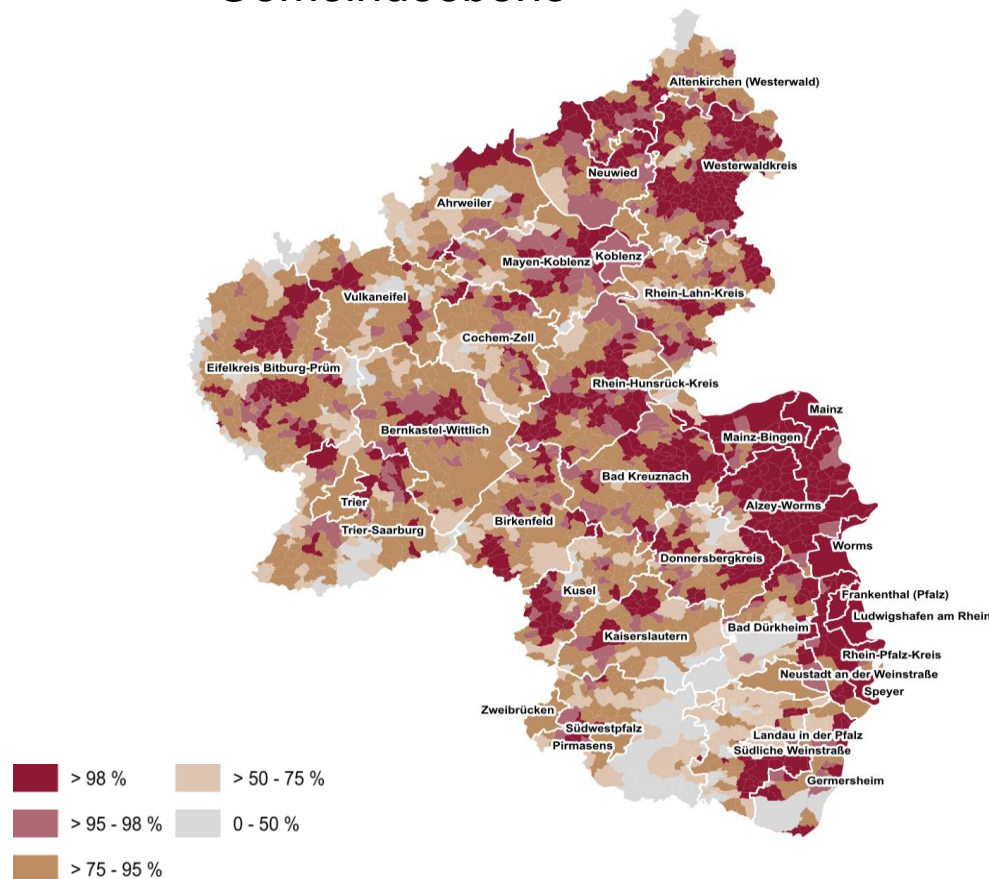 Altenkirchen (Westerwald)
Westerwaldkreis
Neuwied
Ahrweiler
Koblenz
Mayen-Koblenz
Rhein-Lahn-Kreis
Vulkaneifel
Cochem-Zell
Eifelkreis Bitburg-Prüm
Rhein-Hunsrück-Kreis
Mainz
Bernkastel-Wittlich
Mainz-Bingen
Bad Kreuznach
Trier
Alzey-Worms
Birkenfeld
Trier-Saarburg
Worms
Donnersbergkreis
Kusel
Frankenthal (Pfalz)
Ludwigshafen am Rhein
Bad Dürkheim
Kaiserslautern
Rhein-Pfalz-Kreis
Neustadt an der Weinstraße
Speyer
Zweibrücken
Südwestpfalz
Landau in der Pfalz
Pirmasens
Südliche Weinstraße
Germersheim
> 98 %
> 50 - 75 %
> 95 - 98 %
0 - 50 %
> 75 - 95 %